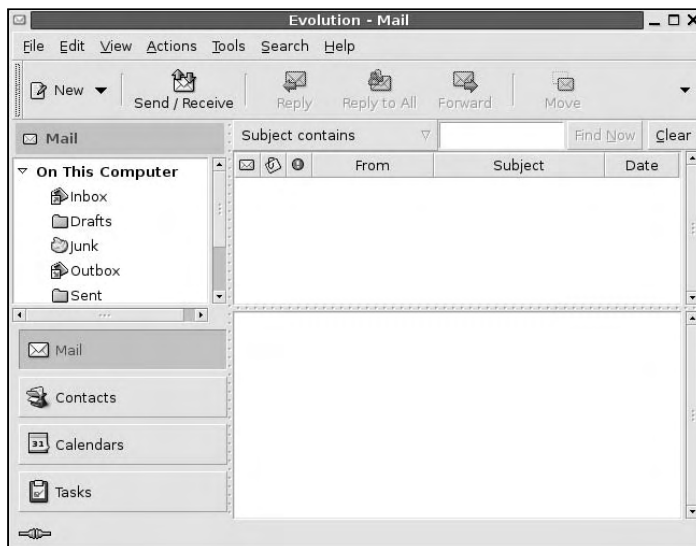 Evolution - Mail
File Edit View Actions Tools Search Help
New Send / Receive Reply Reply to All Forward Move
Mail Subject contains Find Now Clear
On This Computer From Subject Date
Inbox
Drafts
Junk
Outbox
Sent
Mail
Contacts
31 Calendars
Tasks